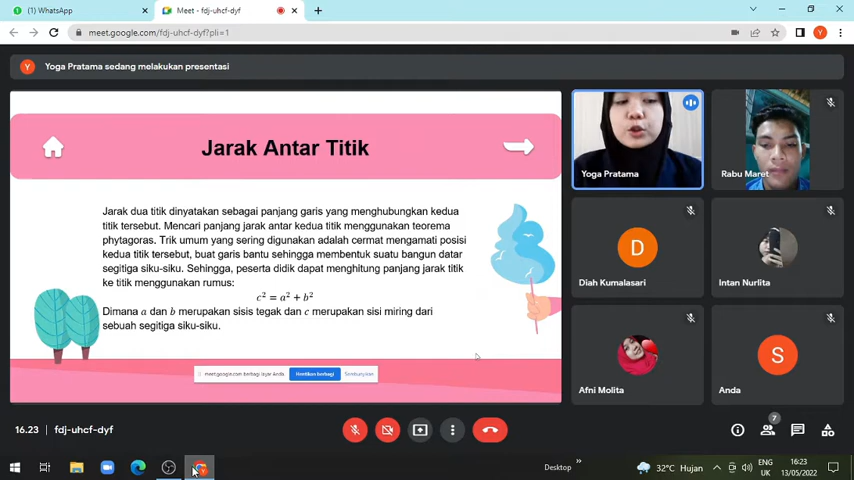 (1) WhatsApp
Meet - fdj-uhcf-dyf
meet.google.com/fdj-uhcf-dyf?pli=1
Y
Y
Yoga Pratama sedang melakukan presentasi
Jarak Antar Titik
Jarak dua titik dinyatakan sebagai panjang garis yang menghubungkan kedua
titik tersebut. Mencari panjang jarak antar kedua titik menggunakan teorema
phytagoras. Trik umum yang sering digunakan adalah cermat mengamati posisi
kedua titik tersebut, buat garis bantu sehingga membentuk suatu bangun datar
segitiga siku-siku. Sehingga, peserta didik dapat menghitung panjang jarak titik
ke titik menggunakan rumus:
c² = a² + b²
Dimana a dan b merupakan sisis tegak dan c merupakan sisi miring dari
sebuah segitiga siku-siku.
meet.google.com berbagi layar Anda.
Hentikan berbagi
Sembunyikan
Yoga Pratama
Rabu Maret
D
Diah Kumalasari
Intan Nurlita
Afni Molita
S
Anda
16.23 | fdj-uhcf-dyf
7
Desktop
32°C Hujan
ENG
UK
16:23
13/05/2022